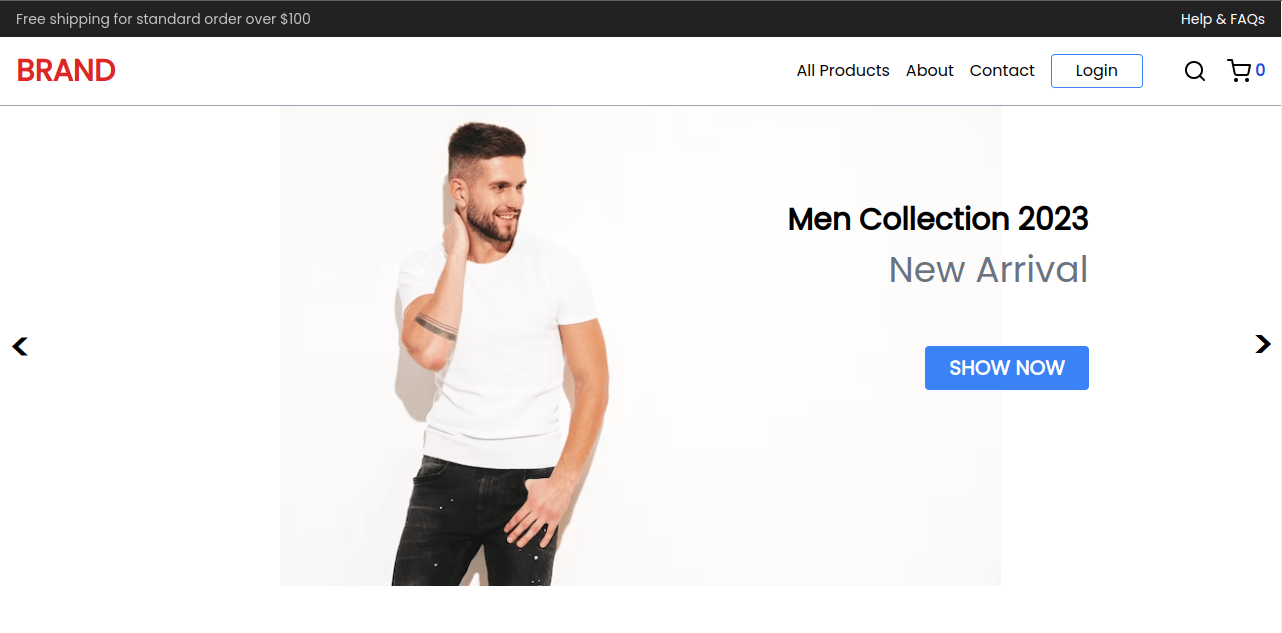 Free shipping for standard order over $100
Help & FAQs
BRAND
All Products
About
Contact
Login
0
Men Collection 2023
New Arrival
SHOW NOW